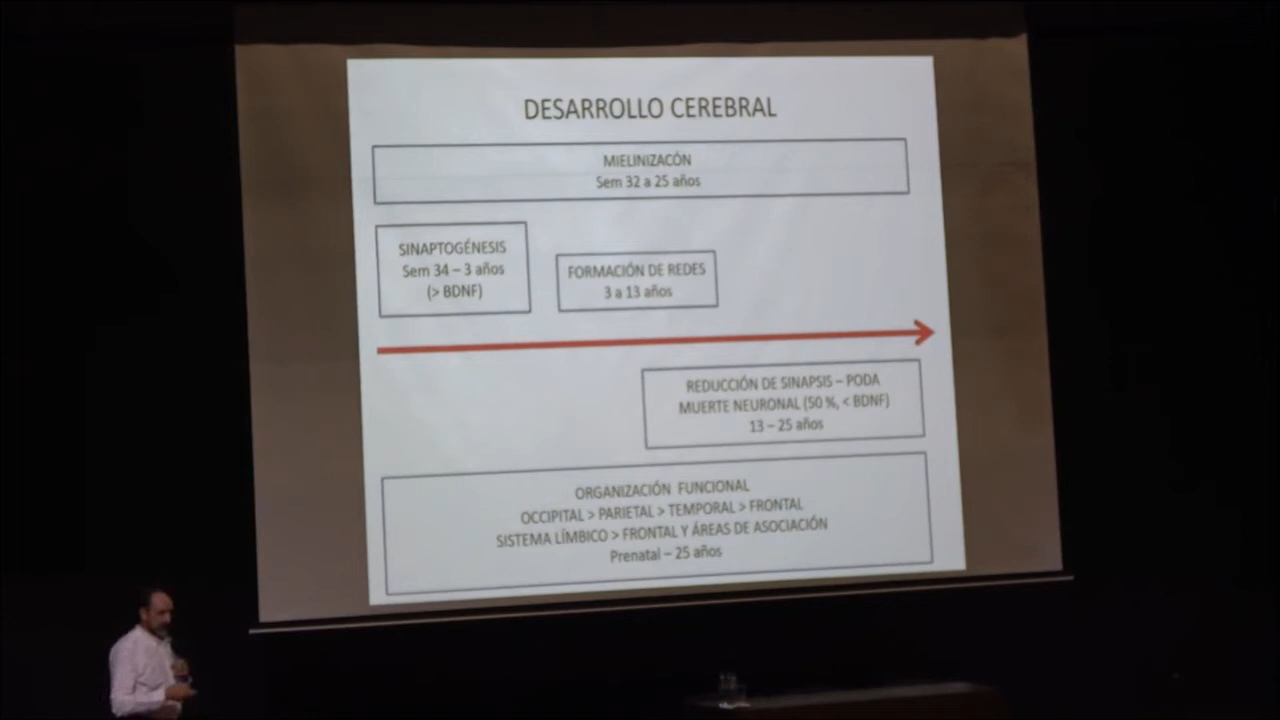 DESARROLLO CEREBRAL
MIELINIZACÓN
Sem 32 a 25 años
SINAPTOGÉNESIS
Sem 34 – 3 años
(> BDNF)
FORMACIÓN DE REDES
3 a 13 años
REDUCCIÓN DE SINAPSIS – PODA
MUERTE NEURONAL (50 %, < BDNF)
13 – 25 años
ORGANIZACIÓN FUNCIONAL
OCCIPITAL > PARIETAL > TEMPORAL > FRONTAL
SISTEMA LÍMBICO > FRONTAL Y ÁREAS DE ASOCIACIÓN
Prenatal – 25 años